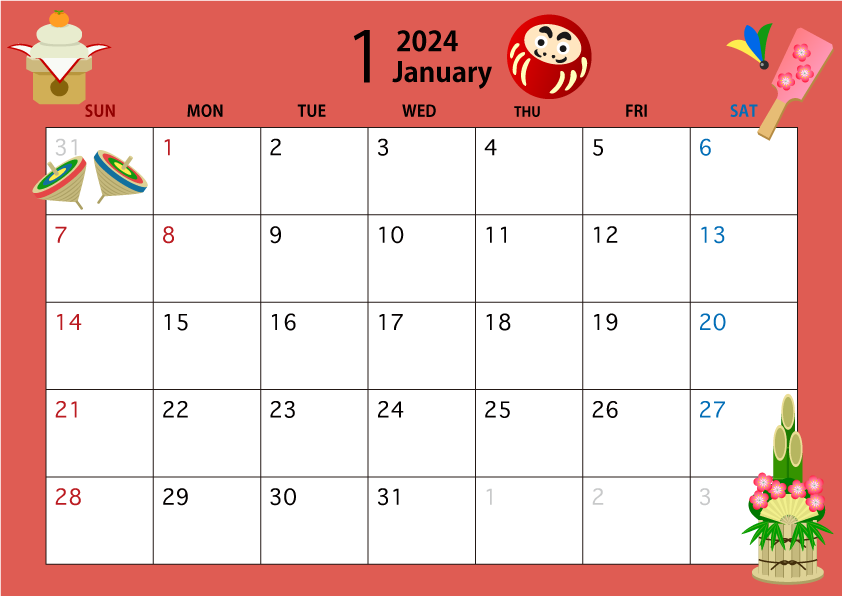 1 2024
January
SUN MON TUE WED THU FRI SAT
31 1 2 3 4 5 6
7 8 9 10 11 12 13
14 15 16 17 18 19 20
21 22 23 24 25 26 27
28 29 30 31 1 2 3